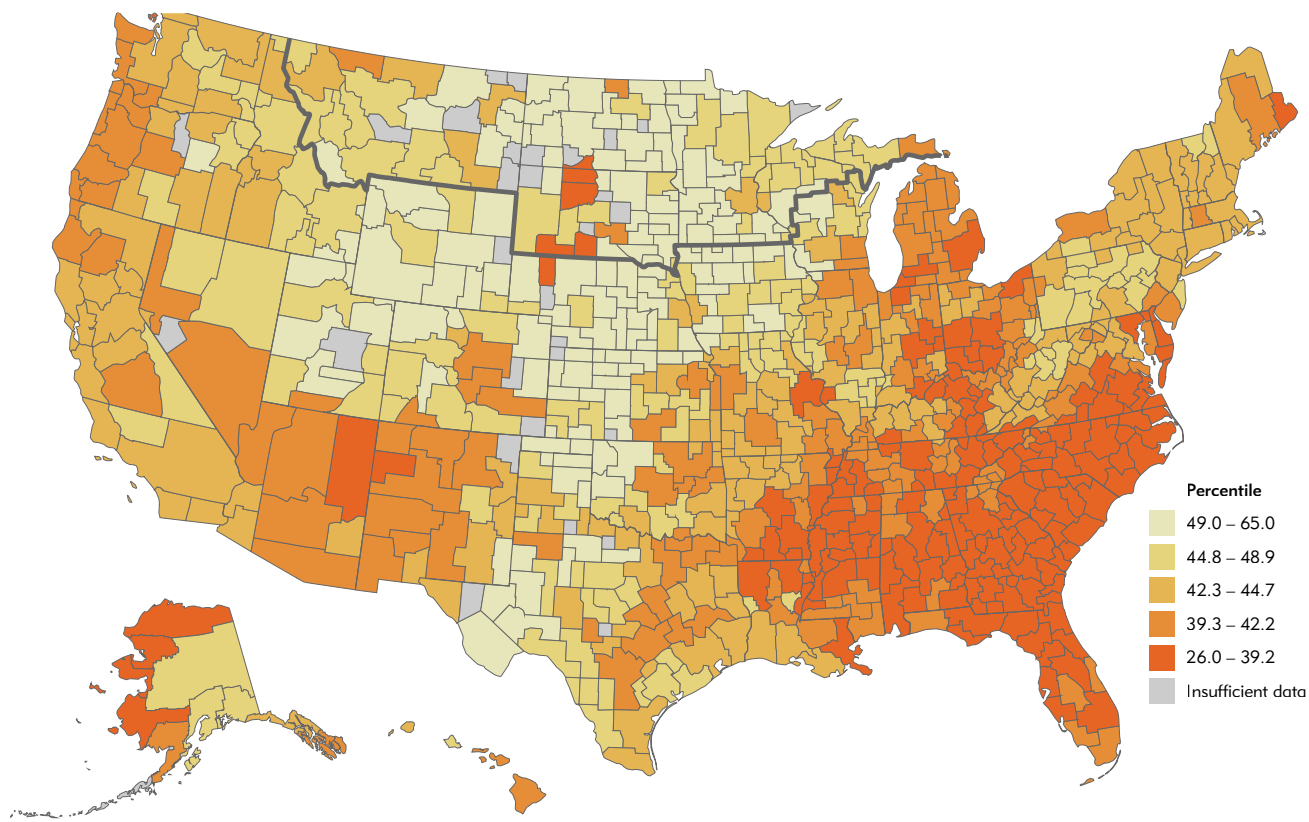 Percentile
49.0 – 65.0
44.8 – 48.9
42.3 – 44.7
39.3 – 42.2
26.0 – 39.2
Insufficient data